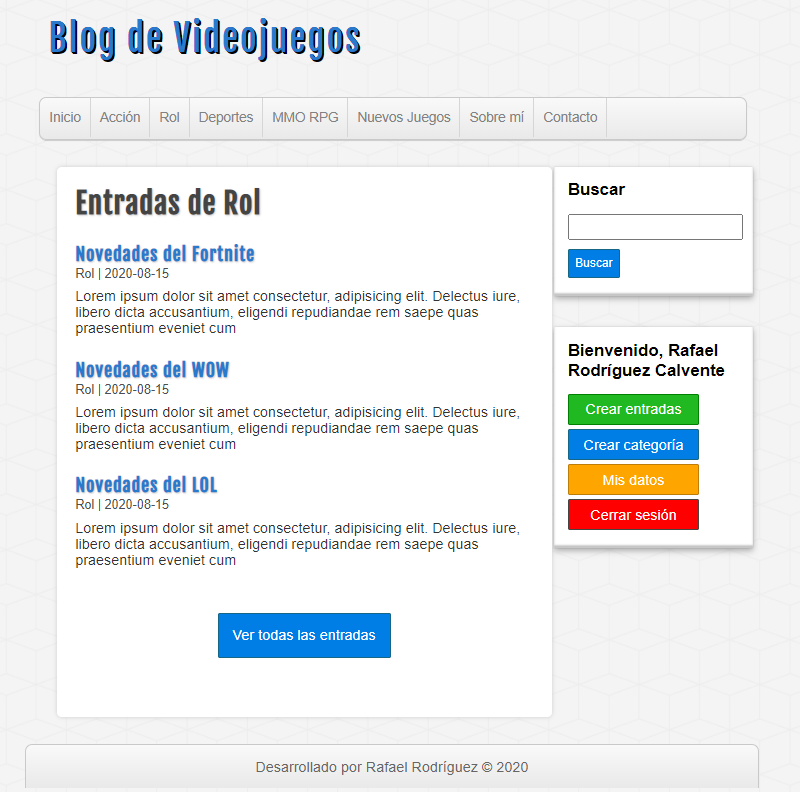 Blog de Videojuegos
Inicio Acción Rol Deportes MMO RPG Nuevos Juegos Sobre mí Contacto
Entradas de Rol
Novedades del Fortnite
Rol | 2020-08-15
Lorem ipsum dolor sit amet consectetur, adipisicing elit. Delectus iure,
libero dicta accusantium, eligendi repudiandae rem saepe quas
praesentium eveniet cum
Novedades del WOW
Rol | 2020-08-15
Lorem ipsum dolor sit amet consectetur, adipisicing elit. Delectus iure,
libero dicta accusantium, eligendi repudiandae rem saepe quas
praesentium eveniet cum
Novedades del LOL
Rol | 2020-08-15
Lorem ipsum dolor sit amet consectetur, adipisicing elit. Delectus iure,
libero dicta accusantium, eligendi repudiandae rem saepe quas
praesentium eveniet cum
Ver todas las entradas
Buscar
Buscar
Bienvenido, Rafael
Rodríguez Calvente
Crear entradas
Crear categoría
Mis datos
Cerrar sesión
Desarrollado por Rafael Rodríguez © 2020